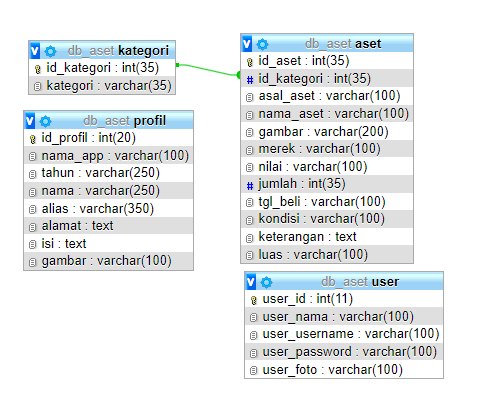 db_aset kategori
id_kategori : int(35)
kategori : varchar(35)
db_aset profil
id_profil : int(20)
nama_app : varchar(100)
tahun : varchar(250)
nama : varchar(250)
alias : varchar(350)
alamat : text
isi : text
gambar : varchar(100)
db_aset aset
id_aset : int(35)
id_kategori : int(35)
asal_aset : varchar(100)
nama_aset : varchar(100)
gambar : varchar(200)
merek : varchar(100)
nilai : varchar(100)
jumlah : int(35)
tgl_beli : varchar(100)
kondisi : varchar(100)
keterangan : text
luas : varchar(100)
db_aset user
user_id : int(11)
user_nama : varchar(100)
user_username : varchar(100)
user_password : varchar(100)
user_foto : varchar(100)